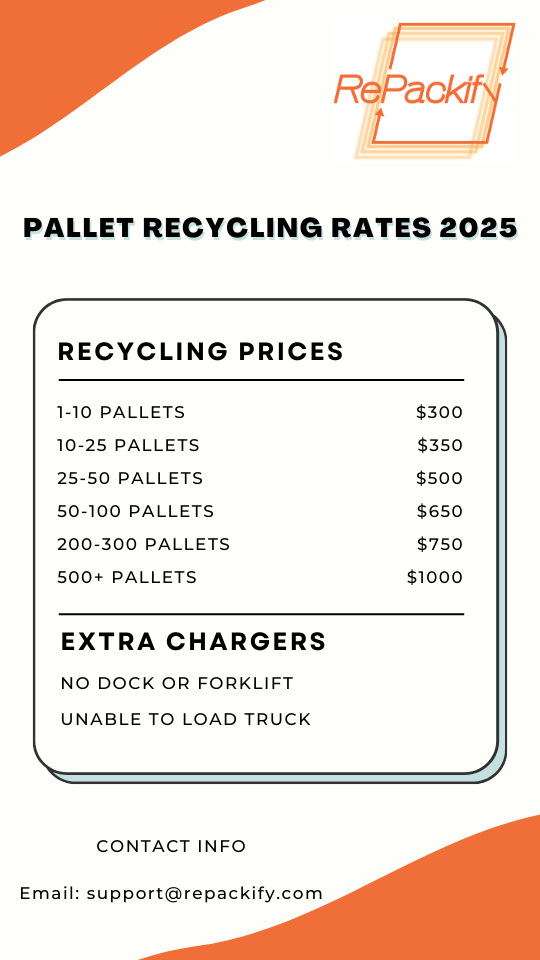 RePackify
PALLET RECYCLING RATES 2025
RECYCLING PRICES
1-10 PALLETS $300
10-25 PALLETS $350
25-50 PALLETS $500
50-100 PALLETS $650
200-300 PALLETS $750
500+ PALLETS $1000
EXTRA CHARGERS
NO DOCK OR FORKLIFT
UNABLE TO LOAD TRUCK
CONTACT INFO
Email: support@repackify.com